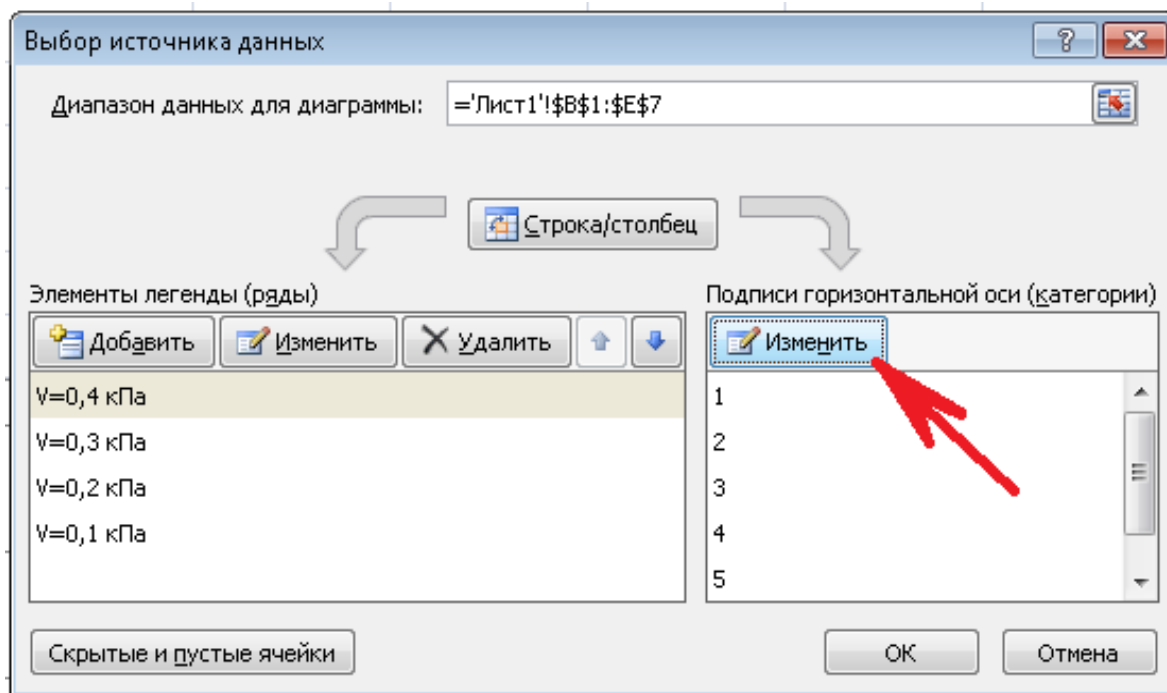 Выбор источника данных
Диапазон данных для диаграммы: ='Лист1'!$B$1:$E$7
Строка/столбец
Элементы легенды (ряды)
Добавить Изменить Удалить
V=0,4 кПа
V=0,3 кПа
V=0,2 кПа
V=0,1 кПа
Подписи горизонтальной оси (категории)
Изменить
1
2
3
4
5
Скрытые и пустые ячейки
ОК Отмена